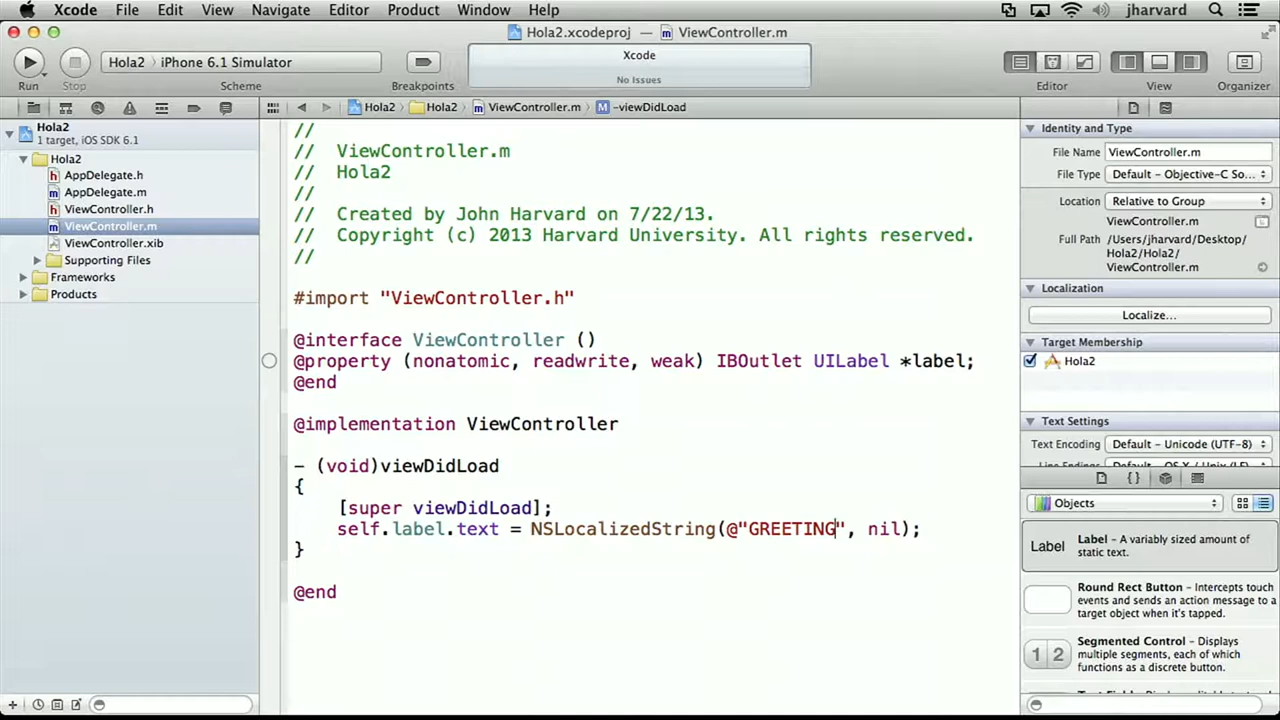 Xcode File Edit View Navigate Editor Product Window Help jharvard
Hola2.xcodeproj — ViewController.m
Hola2 › iPhone 6.1 Simulator
Xcode
No Issues
Run Stop Scheme Breakpoints Editor View Organizer
Hola2 Hola2 ViewController.m M -viewDidLoad
Hola2
1 target, iOS SDK 6.1
Hola2
h AppDelegate.h
m AppDelegate.m
h ViewController.h
m ViewController.m
ViewController.xib
Supporting Files
Frameworks
Products
//
// ViewController.m
// Hola2
//
// Created by John Harvard on 7/22/13.
// Copyright (c) 2013 Harvard University. All rights reserved.
//
#import "ViewController.h"
@interface ViewController ()
@property (nonatomic, readwrite, weak) IBOutlet UILabel *label;
@end
@implementation ViewController
- (void)viewDidLoad
{
[super viewDidLoad];
self.label.text = NSLocalizedString(@"GREETING", nil);
}
@end
Identity and Type
File Name ViewController.m
File Type Default - Objective-C So...
Location Relative to Group
ViewController.m
Full Path /Users/jharvard/Desktop/
Hola2/Hola2/
ViewController.m
Localization
Localize...
Target Membership
Hola2
Text Settings
Text Encoding Default - Unicode (UTF-8)
Line Endings Default - OS X / Unix (LF)
{}
Objects
Label
Label - A variably sized amount of
static text.
Round Rect Button - Intercepts touch
events and sends an action message to a
target object when it's tapped.
1 2
Segmented Control - Displays
multiple segments, each of which
functions as a discrete button.